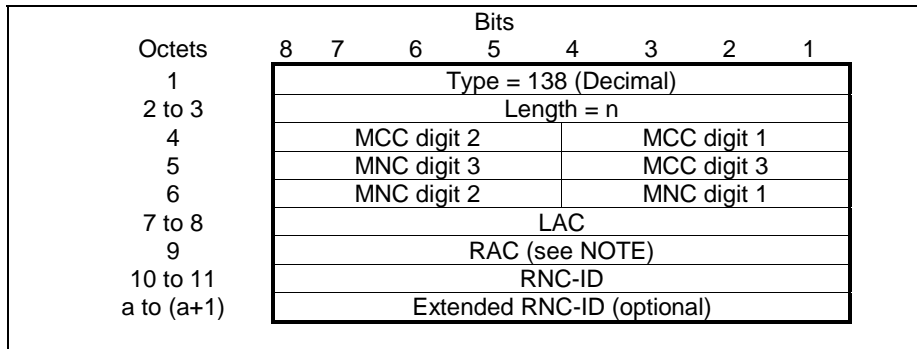 Bits
Octets 8 7 6 5 4 3 2 1
1 Type = 138 (Decimal)
2 to 3 Length = n
4 MCC digit 2 MCC digit 1
5 MNC digit 3 MCC digit 3
6 MNC digit 2 MNC digit 1
7 to 8 LAC
9 RAC (see NOTE)
10 to 11 RNC-ID
a to (a+1) Extended RNC-ID (optional)